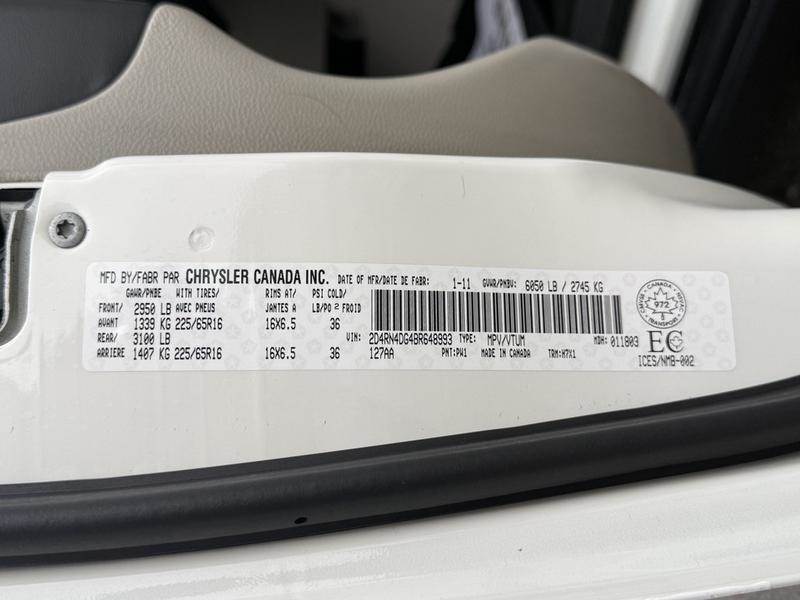 MFD BY/FABR PAR CHRYSLER CANADA INC. DATE OF MFR/DATE DE FABR: 1-11 GVWR/PNBV: 6050 LB / 2745 KG
GAWR/PNBE WITH TIRES/ RIMS AT/ PSI COLD/
FRONT/ 2950 LB AVEC PNEUS JANTES A LB/PO 2 FROID
AVANT 1339 KG 225/65R16 16X6.5 36
REAR/ 3100 LB VIN: 2D4RN4DG4BR648993 TYPE: MPV/VTUM MDH: 011803
ARRIERE 1407 KG 225/65R16 16X6.5 36 127AA PNT: PW1 MADE IN CANADA TRM: H7X1
CANADA
972
TRANSPORT
EC
ICES/NMB-002